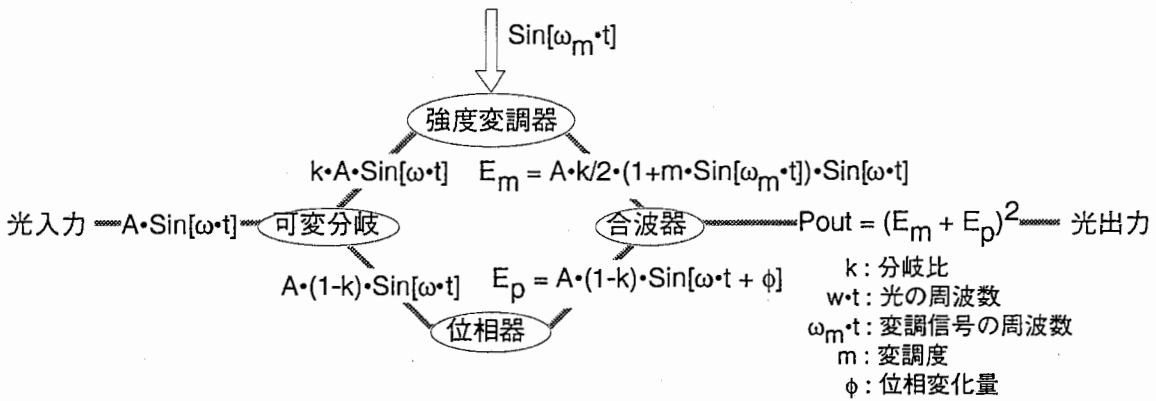 Sin[ωm•t]
強度変調器
k•A•Sin[ω•t]
Em = A•k/2•(1+m•Sin[ωm•t])•Sin[ω•t]
光入力
A•Sin[ω•t]
可変分岐
合波器
Pout = (Em + Ep)2
光出力
A•(1-k)•Sin[ω•t]
Ep = A•(1-k)•Sin[ω•t + φ]
位相器
k : 分岐比
w•t : 光の周波数
ωm•t : 変調信号の周波数
m : 変調度
φ : 位相変化量